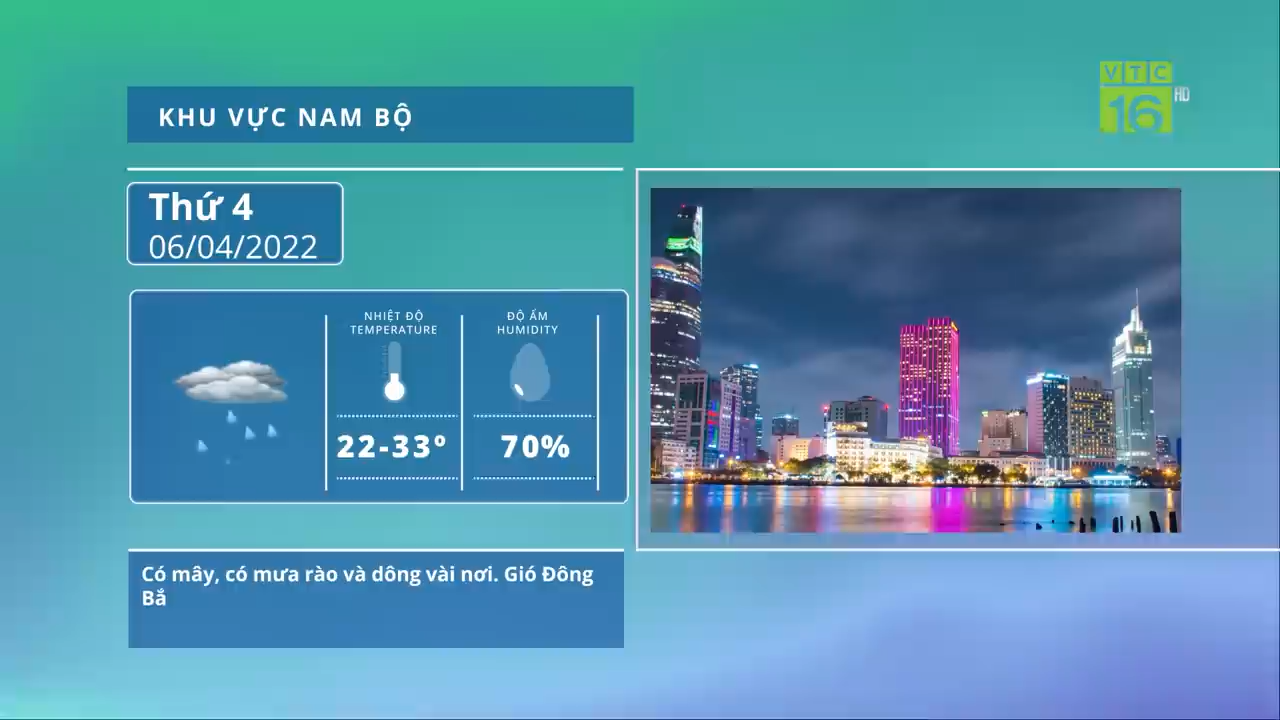 VTC
16
HD
KHU VỰC NAM BỘ
Thứ 4
06/04/2022
NHIỆT ĐỘ
TEMPERATURE
ĐỘ ẨM
HUMIDITY
22-33º
70%
Có mây, có mưa rào và dông vài nơi. Gió Đông
Bắ